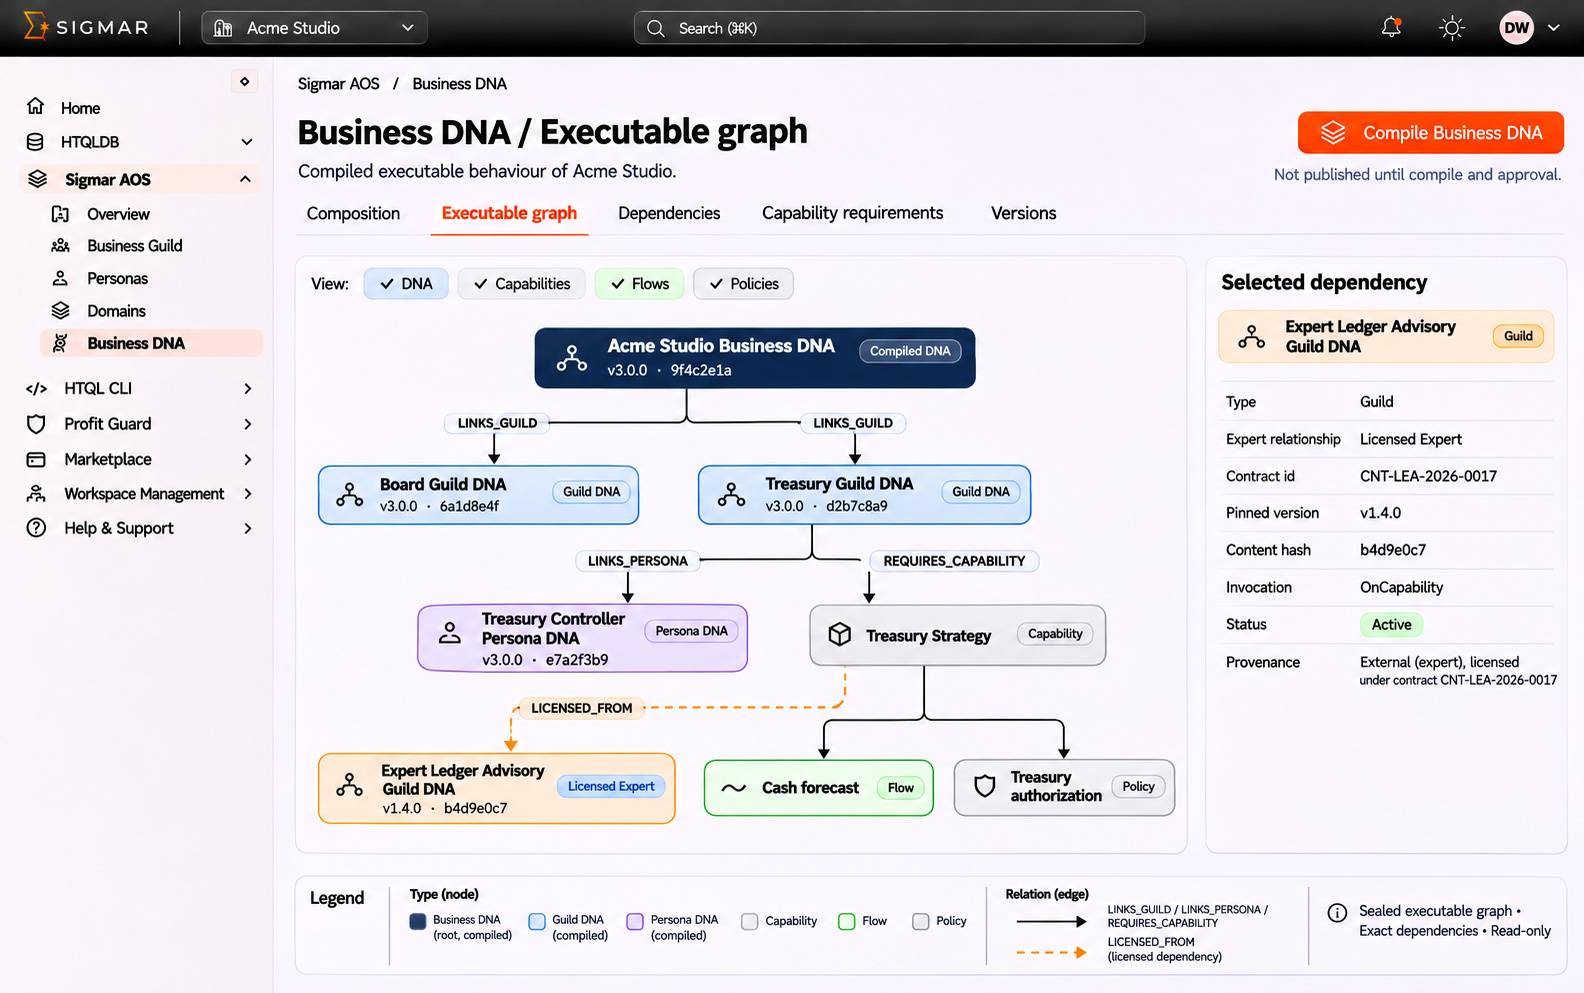 SIGMAR
Acme Studio
Search (⌘K)
DW
Home
HTQLDB
Sigmar AOS
Overview
Business Guild
Personas
Domains
Business DNA
HTQL CLI
Profit Guard
Marketplace
Workspace Management
Help & Support
Sigmar AOS / Business DNA
Business DNA / Executable graph
Compiled executable behaviour of Acme Studio.
Compile Business DNA
Not published until compile and approval.
Composition
Executable graph
Dependencies
Capability requirements
Versions
View:
DNA
Capabilities
Flows
Policies
Acme Studio Business DNA
v3.0.0 · 9f4c2e1a
Compiled DNA
LINKS_GUILD
LINKS_GUILD
Board Guild DNA
v3.0.0 · 6a1d8e4f
Guild DNA
Treasury Guild DNA
v3.0.0 · d2b7c8a9
Guild DNA
LINKS_PERSONA
REQUIRES_CAPABILITY
Treasury Controller
Persona DNA
v3.0.0 · e7a2f3b9
Persona DNA
Treasury Strategy
Capability
LICENSED_FROM
Expert Ledger Advisory
Guild DNA
v1.4.0 · b4d9e0c7
Licensed Expert
Cash forecast
Flow
Treasury
authorization
Policy
Selected dependency
Expert Ledger Advisory
Guild DNA
Guild
Type Guild
Expert relationship Licensed Expert
Contract id CNT-LEA-2026-0017
Pinned version v1.4.0
Content hash b4d9e0c7
Invocation OnCapability
Status Active
Provenance External (expert), licensed
under contract CNT-LEA-2026-0017
Legend
Type (node)
Business DNA
(root, compiled)
Guild DNA
(compiled)
Persona DNA
(compiled)
Capability
Flow
Policy
Relation (edge)
LINKS_GUILD / LINKS_PERSONA /
REQUIRES_CAPABILITY
LICENSED_FROM
(licensed dependency)
Sealed executable graph •
Exact dependencies • Read-only